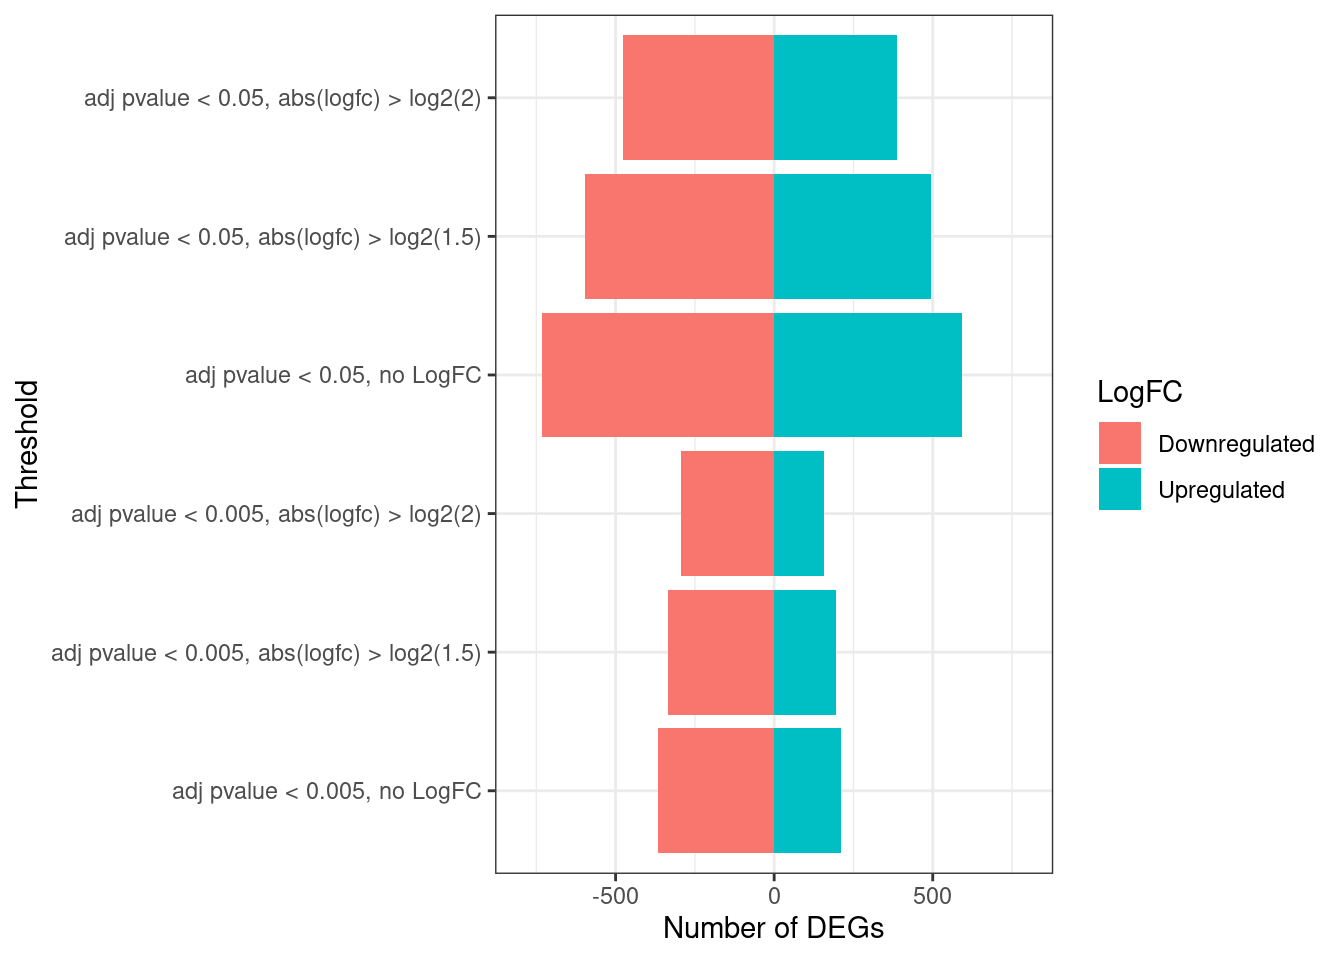 adj pvalue < 0.05, abs(logfc) > log2(2)
adj pvalue < 0.05, abs(logfc) > log2(1.5)
adj pvalue < 0.05, no LogFC
adj pvalue < 0.005, abs(logfc) > log2(2)
adj pvalue < 0.005, abs(logfc) > log2(1.5)
adj pvalue < 0.005, no LogFC
Threshold
-500 0 500
Number of DEGs
LogFC
Downregulated
Upregulated